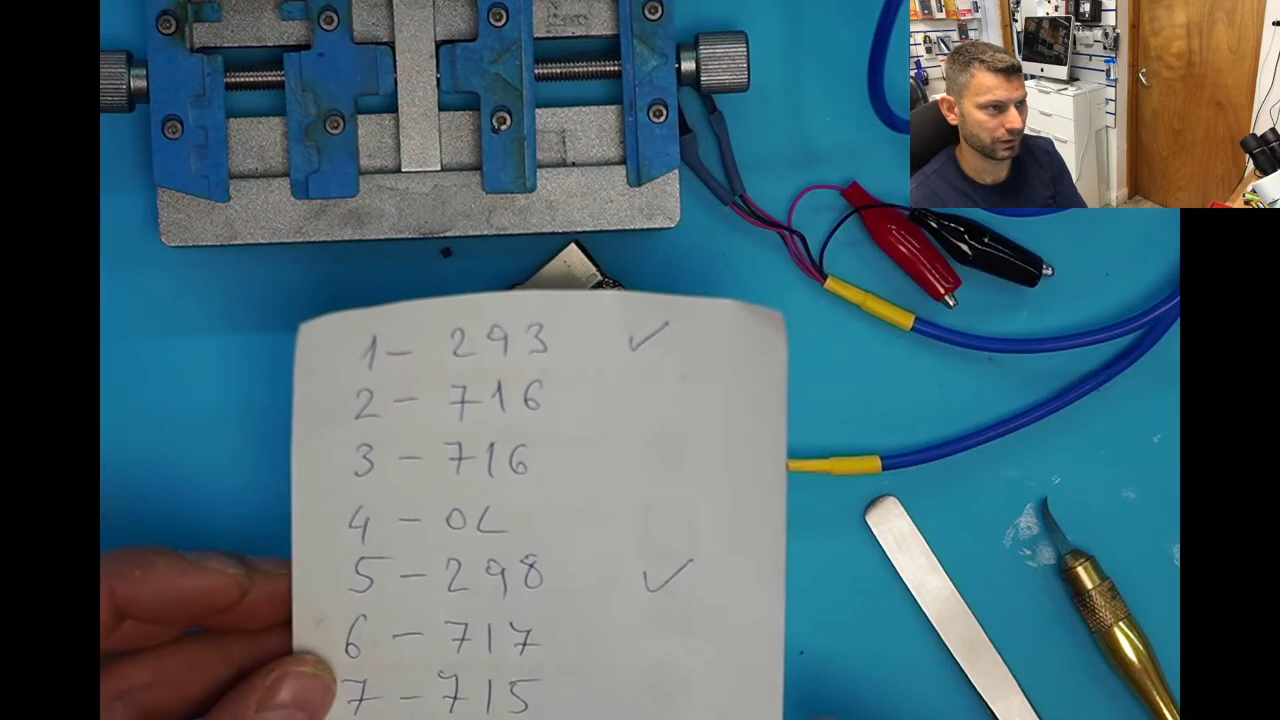 1 - 293 ✓
2 - 716
3 - 716
4 - OL
5 - 298 ✓
6 - 717
7 - 715